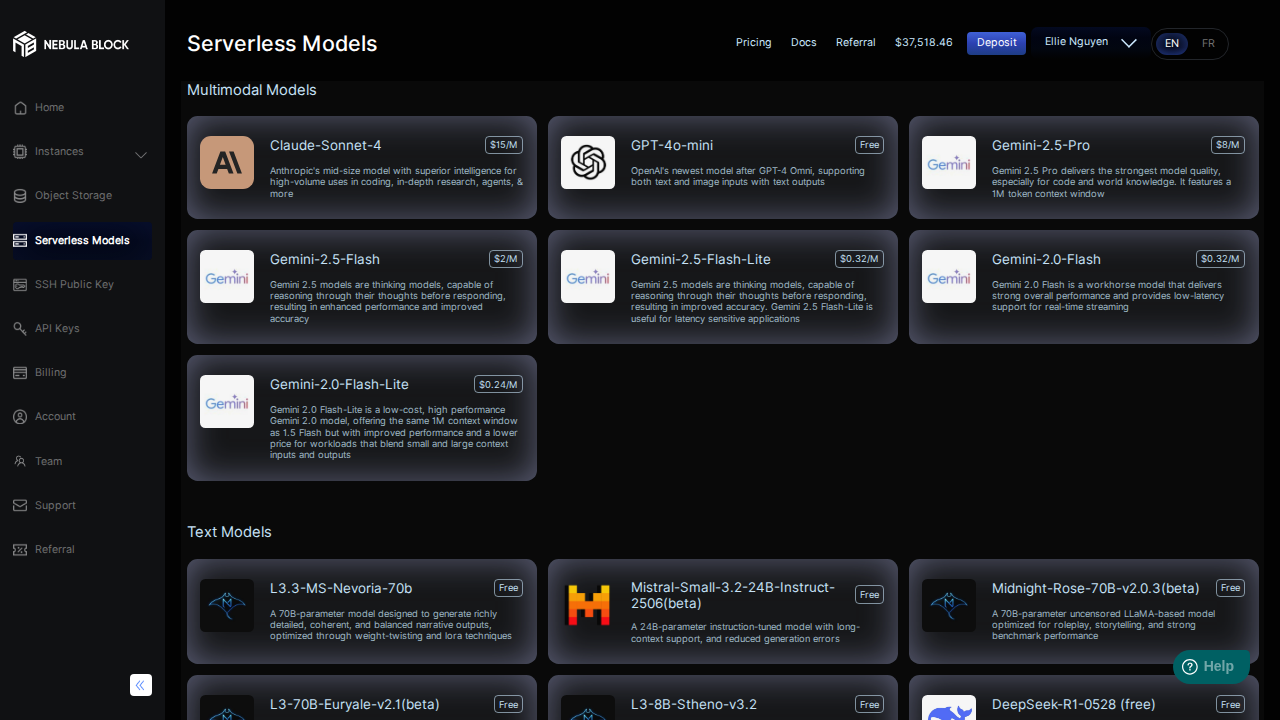 NEBULA BLOCK
Home
Instances
Object Storage
Serverless Models
SSH Public Key
API Keys
Billing
Account
Team
Support
Referral
Serverless Models
Pricing
Docs
Referral
$37,518.46
Deposit
Ellie Nguyen
EN
FR
Multimodal Models
Claude-Sonnet-4
$15/M
Anthropic's mid-size model with superior intelligence for
high-volume uses in coding, in-depth research, agents, &
more
GPT-4o-mini
Free
OpenAI's newest model after GPT-4 Omni, supporting
both text and image inputs with text outputs
Gemini
Gemini-2.5-Pro
$8/M
Gemini 2.5 Pro delivers the strongest model quality,
especially for code and world knowledge. It features a
1M token context window
Gemini
Gemini-2.5-Flash
$2/M
Gemini 2.5 models are thinking models, capable of
reasoning through their thoughts before responding,
resulting in enhanced performance and improved
accuracy
Gemini
Gemini-2.5-Flash-Lite
$0.32/M
Gemini 2.5 models are thinking models, capable of
reasoning through their thoughts before responding,
resulting in improved accuracy. Gemini 2.5 Flash-Lite is
useful for latency sensitive applications
Gemini
Gemini-2.0-Flash
$0.32/M
Gemini 2.0 Flash is a workhorse model that delivers
strong overall performance and provides low-latency
support for real-time streaming
Gemini
Gemini-2.0-Flash-Lite
$0.24/M
Gemini 2.0 Flash-Lite is a low-cost, high performance
Gemini 2.0 model, offering the same 1M context window
as 1.5 Flash but with improved performance and a lower
price for workloads that blend small and large context
inputs and outputs
Text Models
L3.3-MS-Nevoria-70b
Free
A 70B-parameter model designed to generate richly
detailed, coherent, and balanced narrative outputs,
optimized through weight-twisting and lora techniques
Mistral-Small-3.2-24B-Instruct-
2506(beta)
Free
A 24B-parameter instruction-tuned model with long-
context support, and reduced generation errors
Midnight-Rose-70B-v2.0.3(beta)
Free
A 70B-parameter uncensored LLaMA-based model
optimized for roleplay, storytelling, and strong
benchmark performance
L3-70B-Euryale-v2.1(beta)
Free
L3-8B-Stheno-v3.2
Free
DeepSeek-R1-0528 (free)
Free
Help